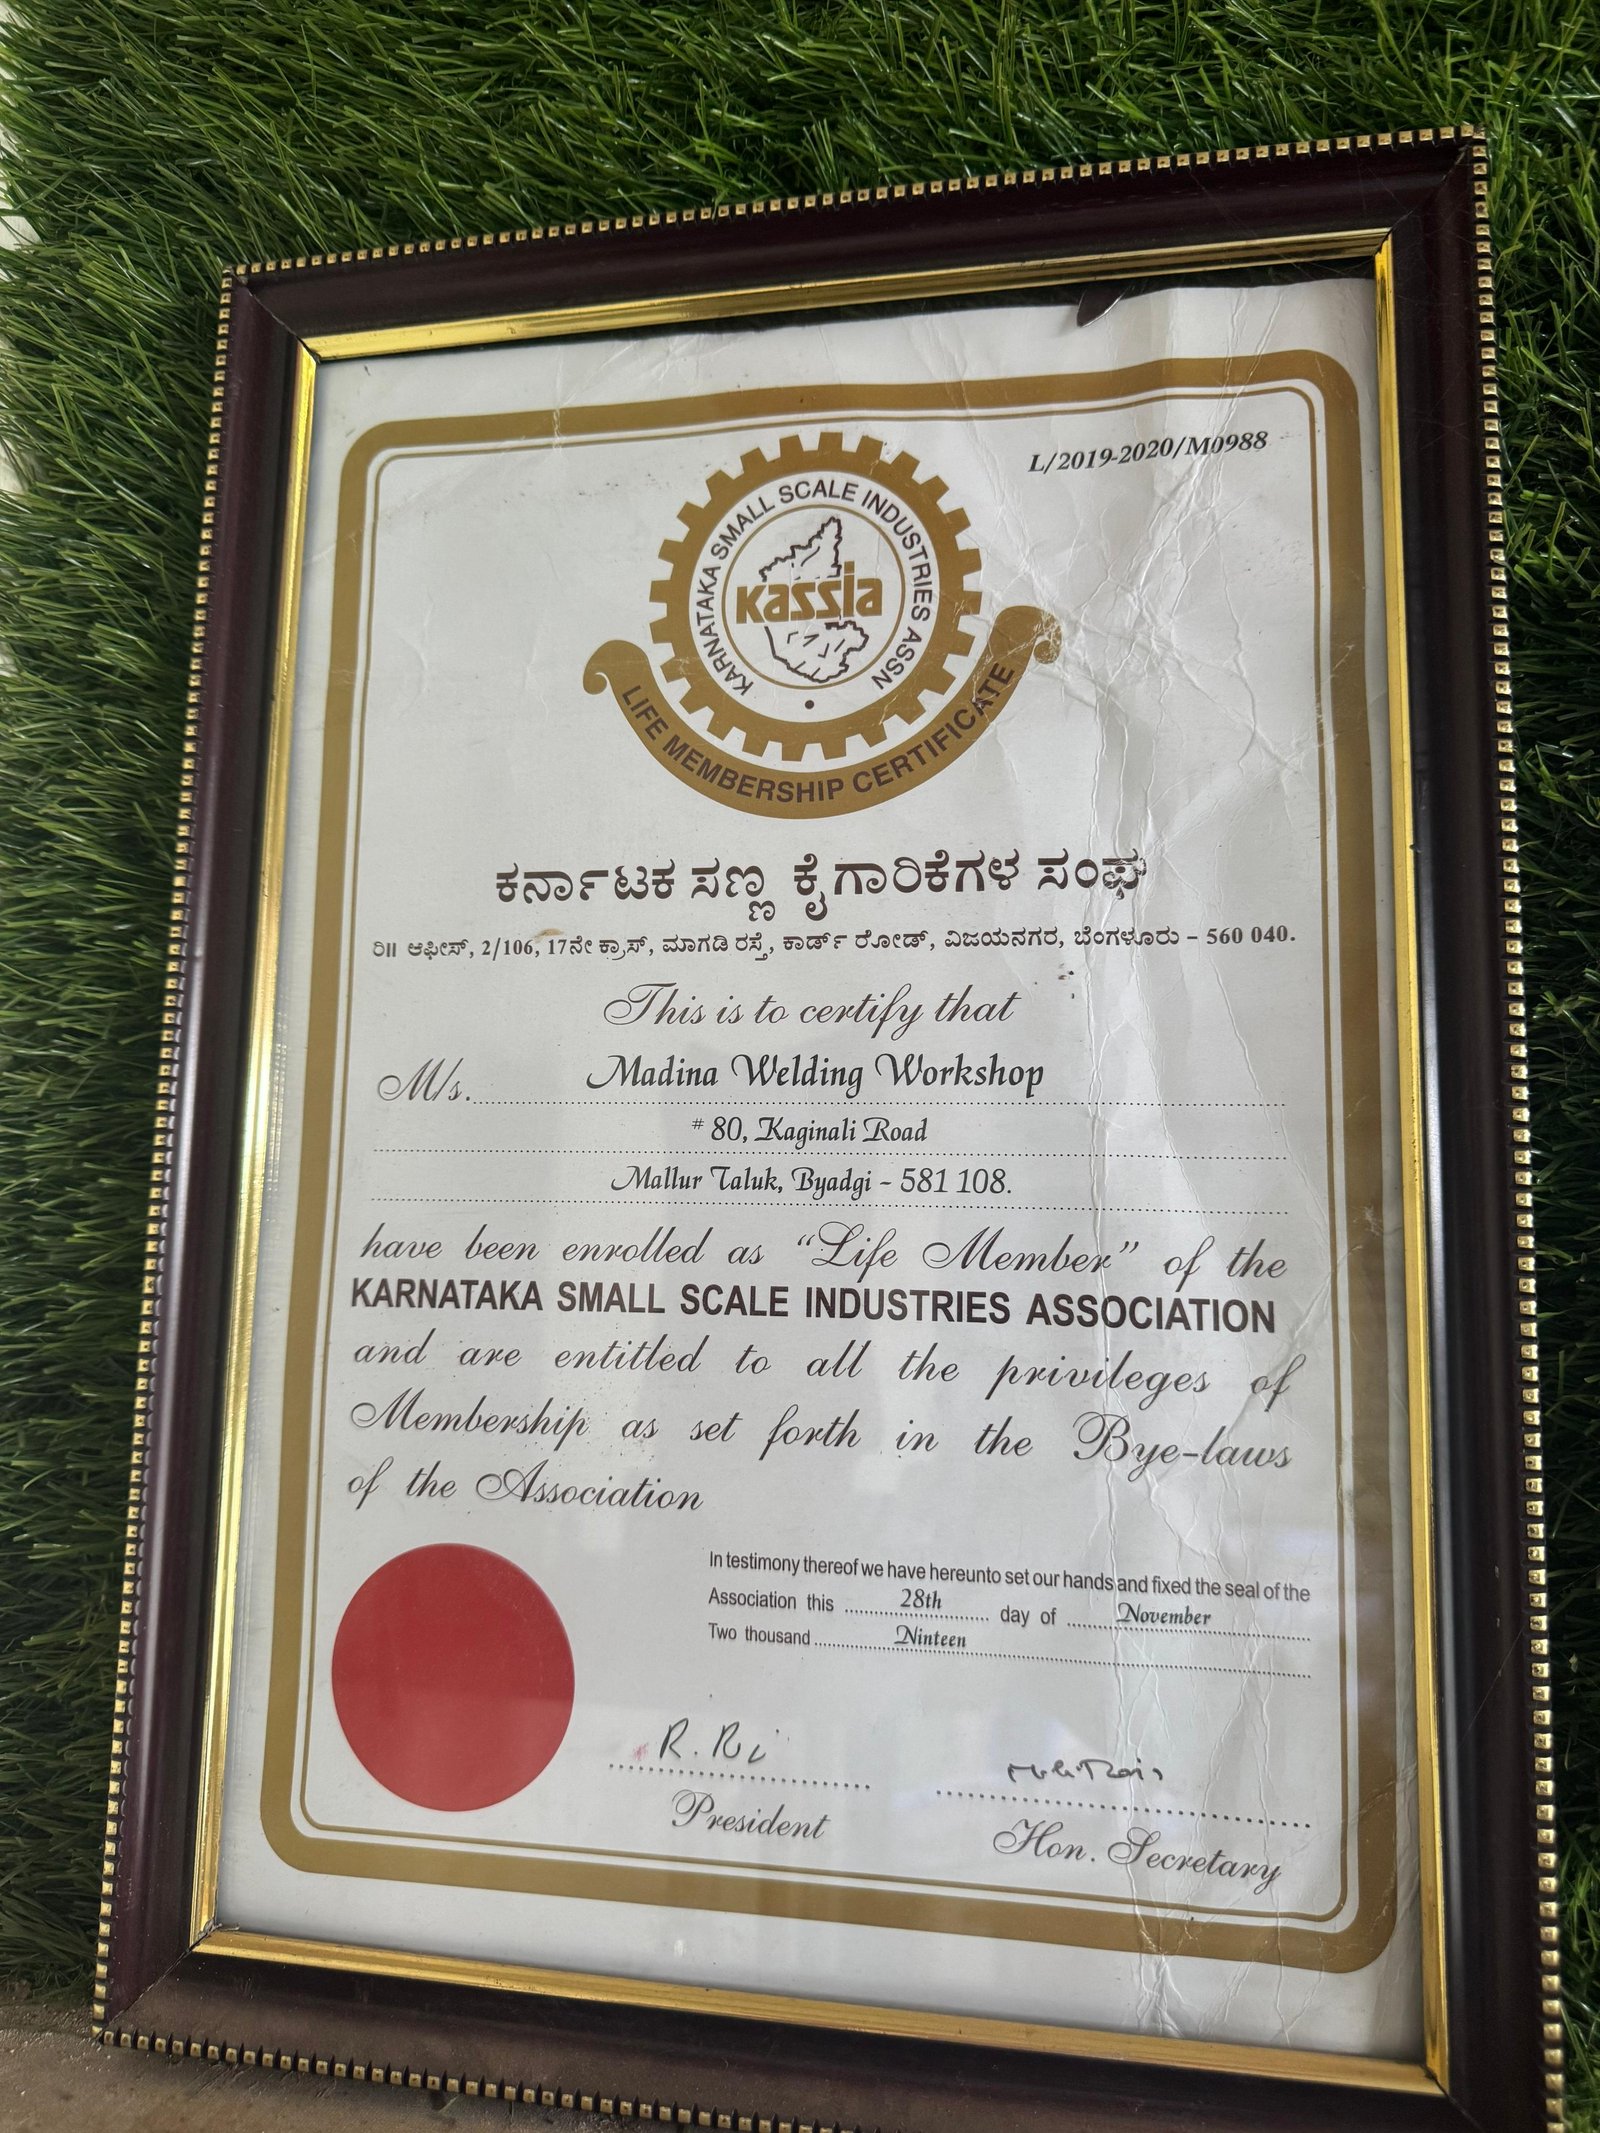 L/2019-2020/M0988
KARNATAKA SMALL SCALE INDUSTRIES ASSN
kassia
LIFE MEMBERSHIP CERTIFICATE
ಕರ್ನಾಟಕ ಸಣ್ಣ ಕೈಗಾರಿಕೆಗಳ ಸಂಘ
ರಿ॥ ಆಫೀಸ್, 2/106, 17ನೇ ಕ್ರಾಸ್, ಮಾಗಡಿ ರಸ್ತೆ, ಕಾರ್ಡ್ ರೋಡ್, ವಿಜಯನಗರ, ಬೆಂಗಳೂರು – 560 040.
This is to certify that
M/s. Madina Welding Workshop
# 80, Kaginali Road
Mallur Taluk, Byadgi - 581 108.
have been enrolled as "Life Member" of the
KARNATAKA SMALL SCALE INDUSTRIES ASSOCIATION
and are entitled to all the privileges of
Membership as set forth in the Bye-laws
of the Association
In testimony thereof we have hereunto set our hands and fixed the seal of the
Association this 28th day of November
Two thousand Ninteen
President
Hon. Secretary